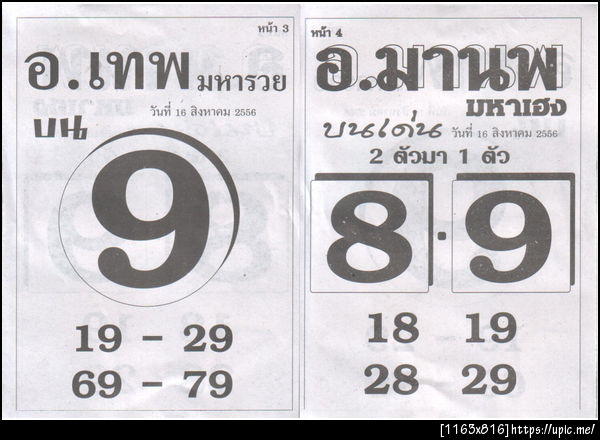 หน้า 3
อ.เทพ มหารวย
วันที่ 16 สิงหาคม 2556
บน
9
19 - 29
69 - 79
หน้า 4
อ.มานพ
มหาเฮง
บนเด่น วันที่ 16 สิงหาคม 2556
2 ตัวมา 1 ตัว
8 . 9
18 19
28 29
[1163x816]https://upic.me/